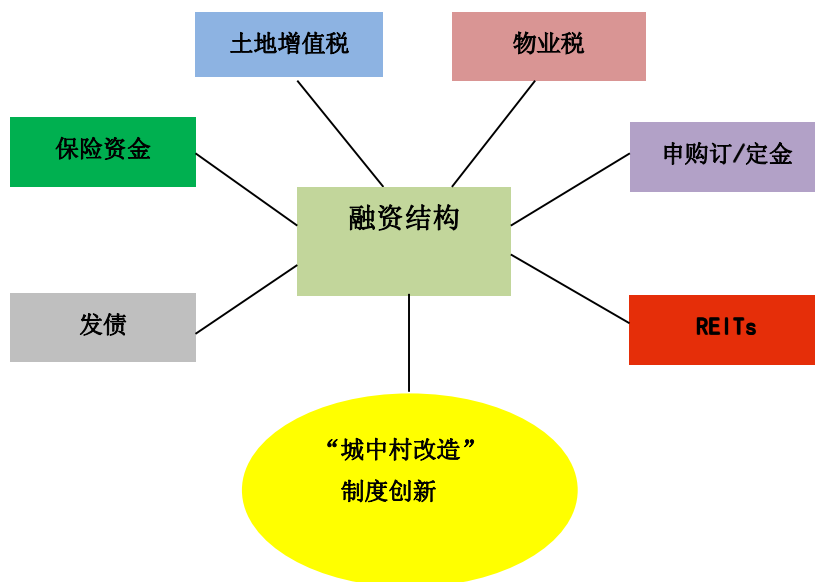 土地增值税
物业税
保险资金
申购订/定金
融资结构
发债
REITs
“城中村改造”
制度创新